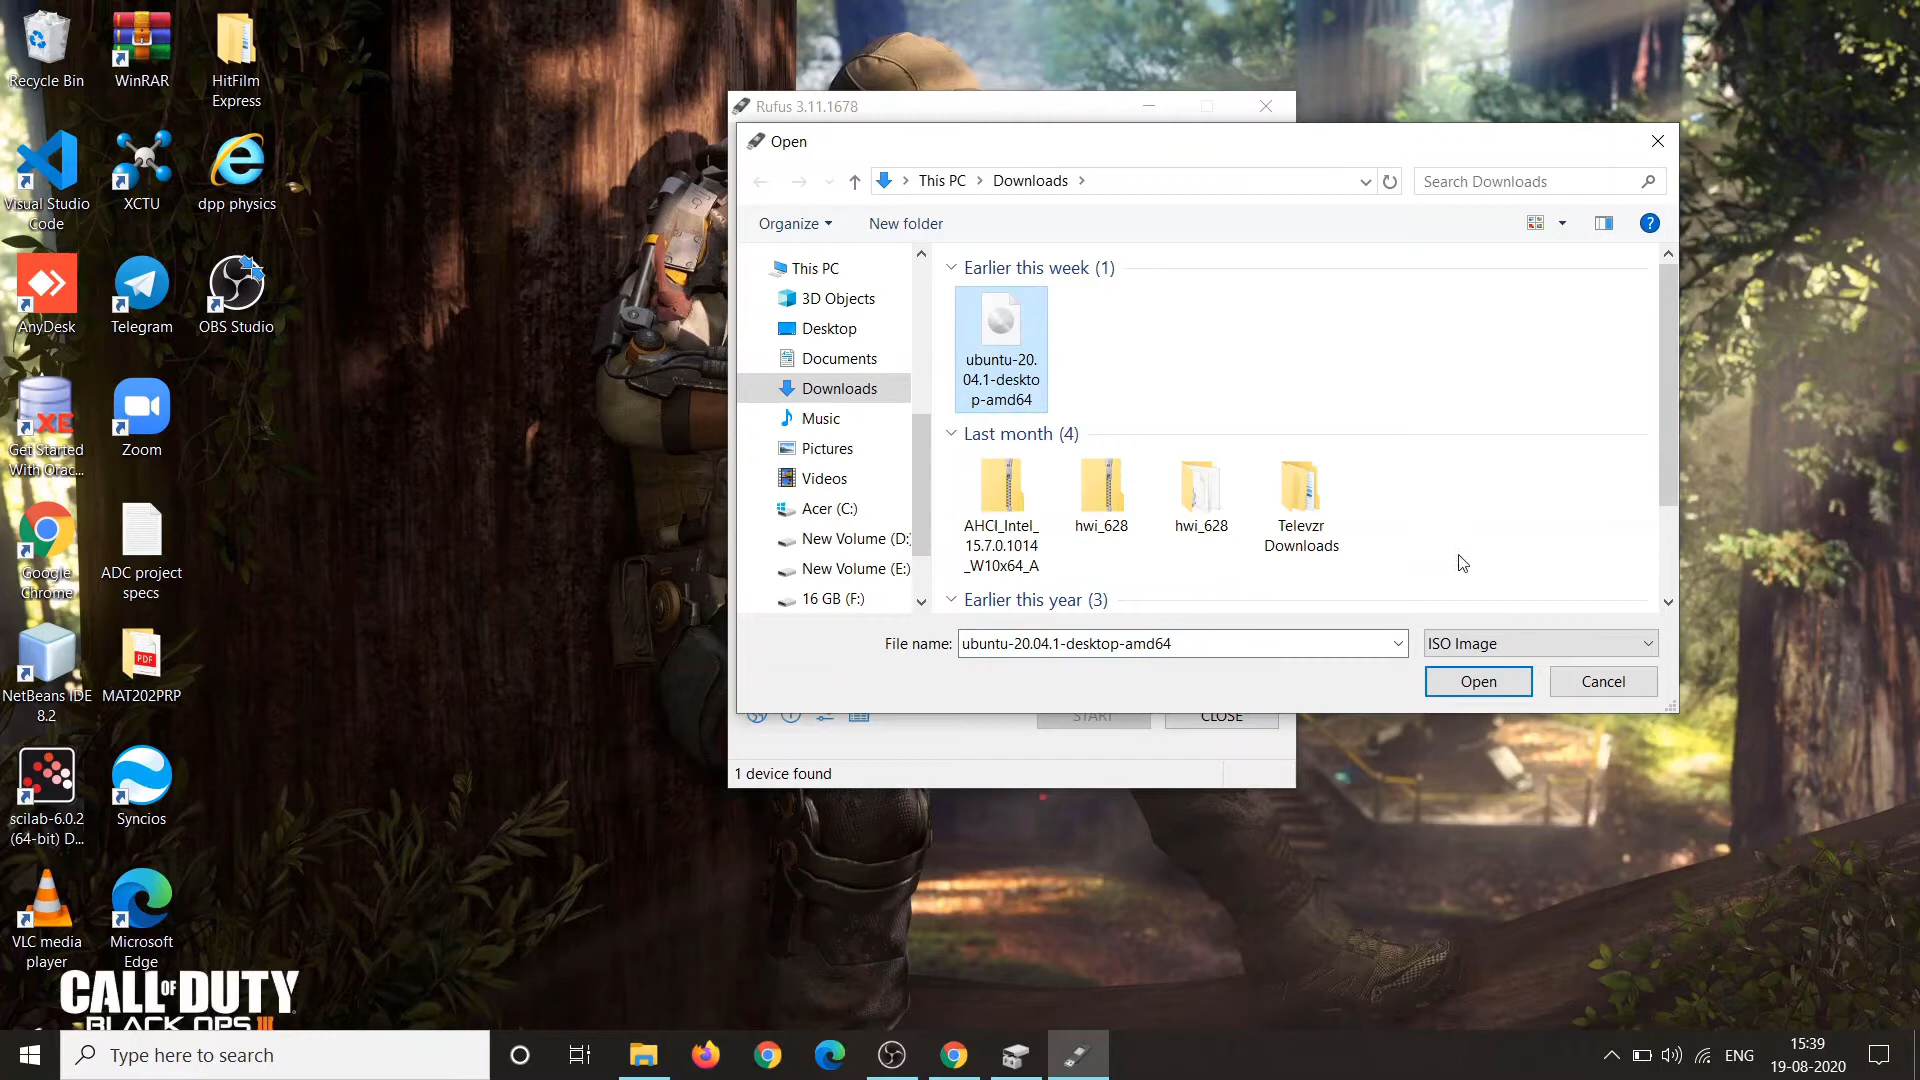 Recycle Bin
WinRAR
HitFilm
Express
Visual Studio
Code
XCTU
dpp physics
AnyDesk
Telegram
OBS Studio
Get Started
With Orac...
Zoom
Google
Chrome
ADC project
specs
NetBeans IDE
8.2
MAT202PRP
scilab-6.0.2
(64-bit) D...
Syncios
VLC media
player
Microsoft
Edge
CALL OF DUTY
BLACK OPS III
Rufus 3.11.1678
Open
This PC
Downloads
Search Downloads
Organize
New folder
This PC
3D Objects
Desktop
Documents
Downloads
Music
Pictures
Videos
Acer (C:)
New Volume (D:)
New Volume (E:)
16 GB (F:)
Earlier this week (1)
ubuntu-20.
04.1-deskto
p-amd64
Last month (4)
AHCI_Intel_
15.7.0.1014
_W10x64_A
hwi_628
hwi_628
Televzr
Downloads
Earlier this year (3)
File name:
ubuntu-20.04.1-desktop-amd64
ISO Image
Open
Cancel
START
CLOSE
1 device found
Type here to search
ENG
15:39
19-08-2020